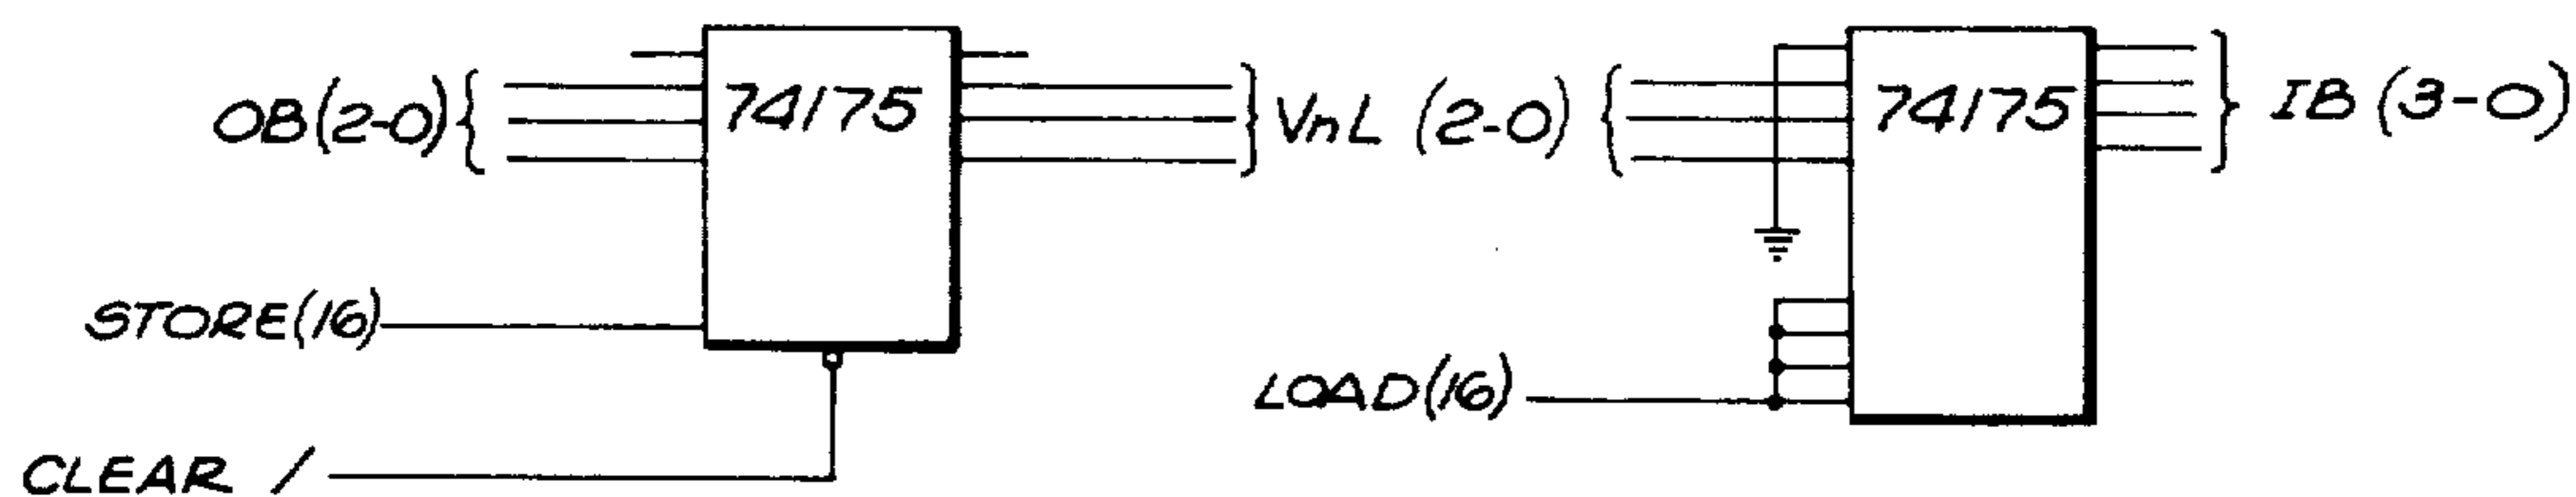 OB(2-0)
74175
VnL (2-0)
74175
IB (3-0)
STORE(16)
LOAD(16)
CLEAR /